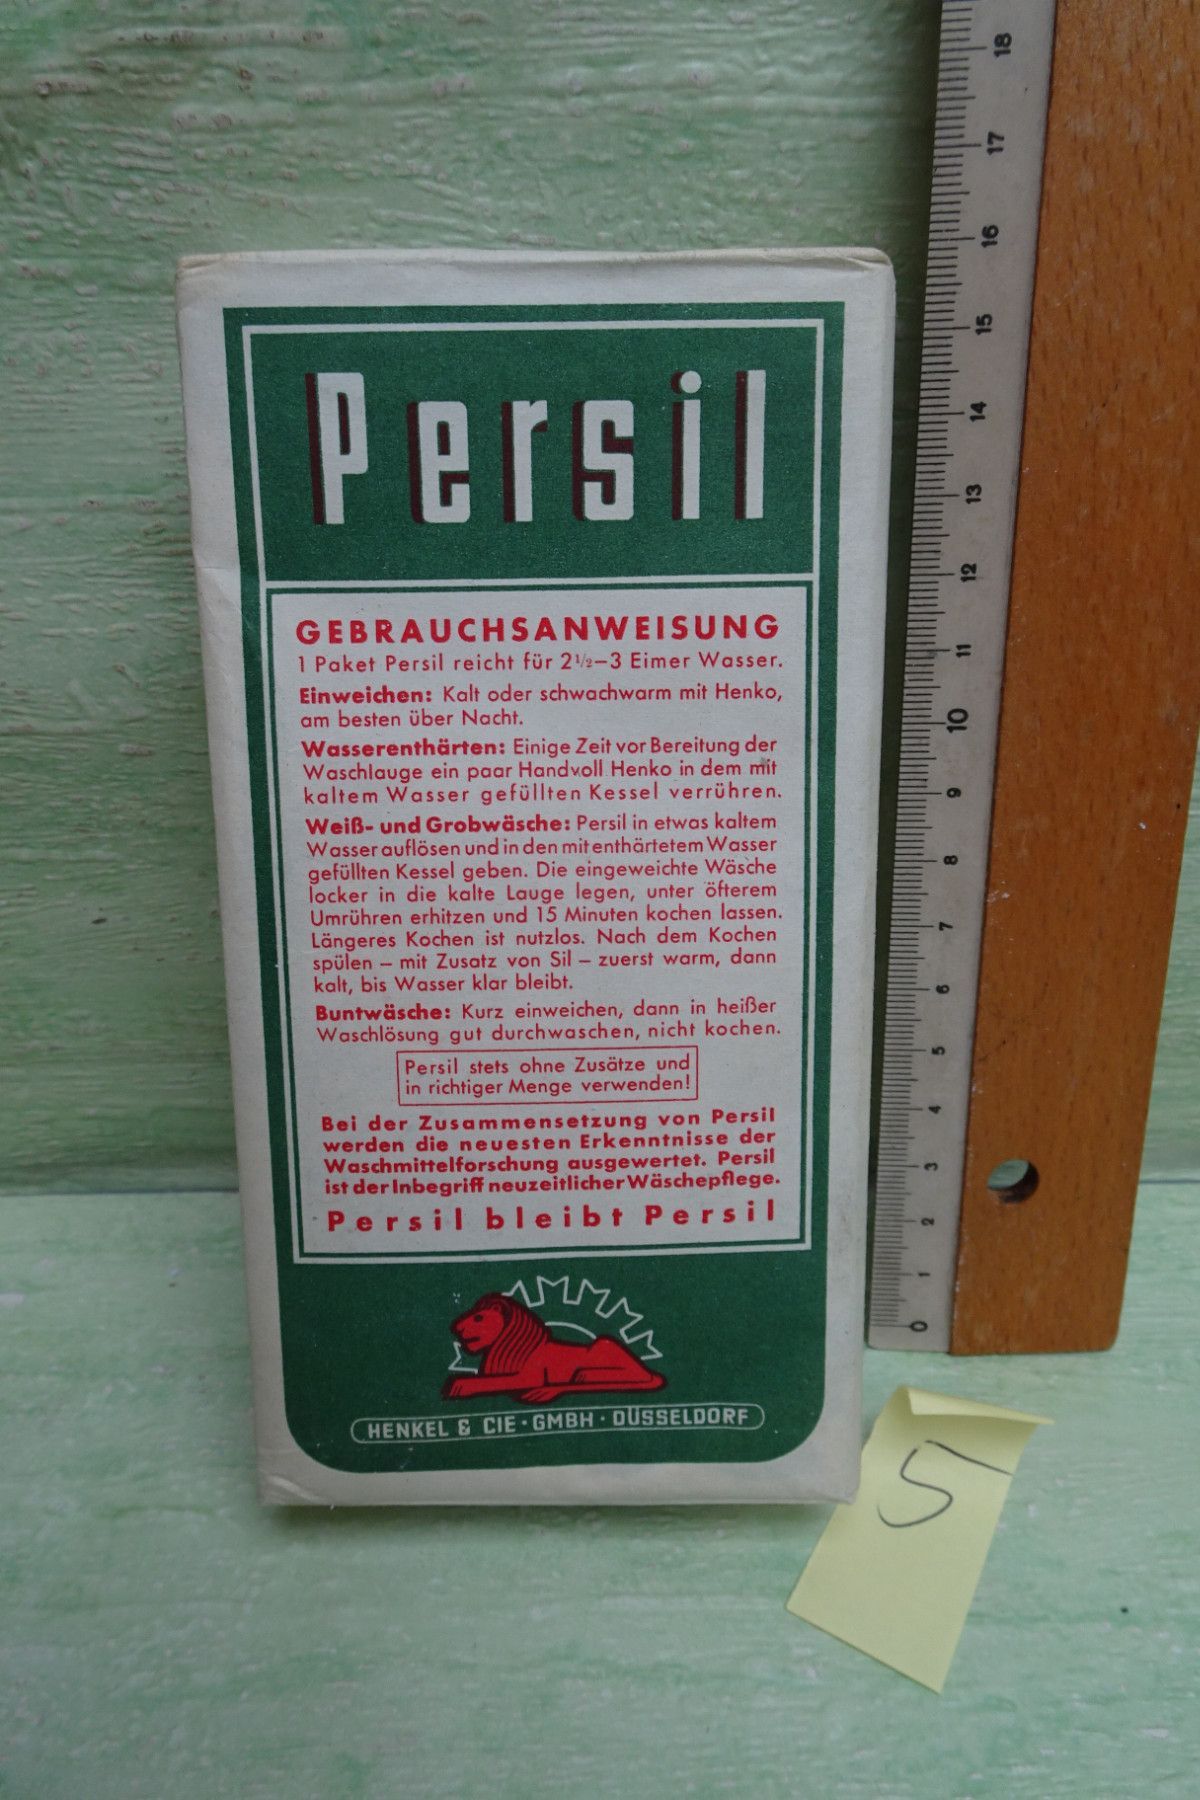 Persil
GEBRAUCHSANWEISUNG
1 Paket Persil reicht für 2½–3 Eimer Wasser.
Einweichen: Kalt oder schwachwarm mit Henko,
am besten über Nacht.
Wasserenthärten: Einige Zeit vor Bereitung der
Waschlauge ein paar Handvoll Henko in dem mit
kaltem Wasser gefüllten Kessel verrühren.
Weiß- und Grobwäsche: Persil in etwas kaltem
Wasser auflösen und in den mit enthärtetem Wasser
gefüllten Kessel geben. Die eingeweichte Wäsche
locker in die kalte Lauge legen, unter öfterem
Umrühren erhitzen und 15 Minuten kochen lassen.
Längeres Kochen ist nutzlos. Nach dem Kochen
spülen – mit Zusatz von Sil – zuerst warm, dann
kalt, bis Wasser klar bleibt.
Buntwäsche: Kurz einweichen, dann in heißer
Waschlösung gut durchwaschen, nicht kochen.
Persil stets ohne Zusätze und
in richtiger Menge verwenden!
Bei der Zusammensetzung von Persil
werden die neuesten Erkenntnisse der
Waschmittelforschung ausgewertet. Persil
ist der Inbegriff neuzeitlicher Wäschepflege.
Persil bleibt Persil
HENKEL & CIE · GMBH · DÜSSELDORF
18
17
16
15
14
13
12
11
10
9
8
7
6
5
4
3
2
1
0
5